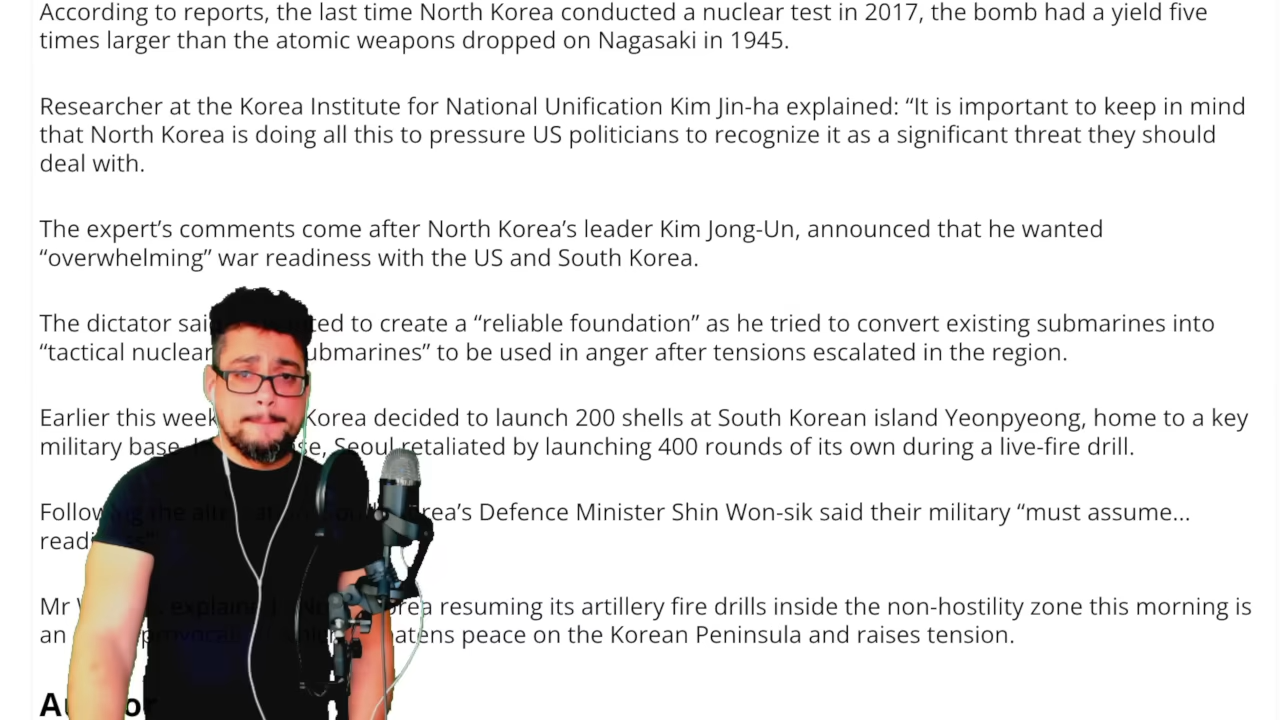 According to reports, the last time North Korea conducted a nuclear test in 2017, the bomb had a yield five
times larger than the atomic weapons dropped on Nagasaki in 1945.
Researcher at the Korea Institute for National Unification Kim Jin-ha explained: “It is important to keep in mind
that North Korea is doing all this to pressure US politicians to recognize it as a significant threat they should
deal with.
The expert’s comments come after North Korea’s leader Kim Jong-Un, announced that he wanted
“overwhelming” war readiness with the US and South Korea.
The dictator said to create a “reliable foundation” as he tried to convert existing submarines into
“tactical nuclear submarines” to be used in anger after tensions escalated in the region.
Earlier this week Korea decided to launch 200 shells at South Korean island Yeonpyeong, home to a key
military base. Seoul retaliated by launching 400 rounds of its own during a live-fire drill.
Following the Korea’s Defence Minister Shin Won-sik said their military “must assume...
Mr explained Korea resuming its artillery fire drills inside the non-hostility zone this morning is
an peace on the Korean Peninsula and raises tension.
Author